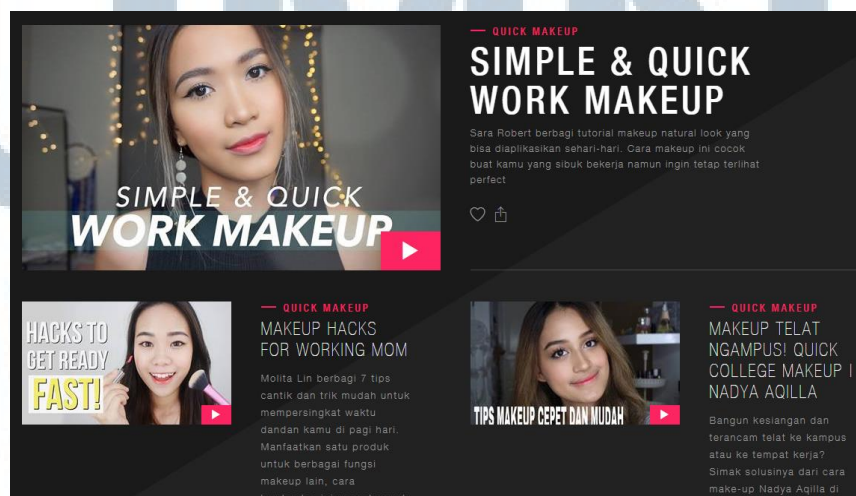 QUICK MAKEUP
SIMPLE & QUICK
WORK MAKEUP
Sara Robert berbagi tutorial makeup natural look yang
bisa diaplikasikan sehari-hari. Cara makeup ini cocok
buat kamu yang sibuk bekerja namun ingin tetap terlihat
perfect
SIMPLE & QUICK
WORK MAKEUP
HACKS TO
GET READY
FAST!
QUICK MAKEUP
MAKEUP HACKS
FOR WORKING MOM
Molita Lin berbagi 7 tips
cantik dan trik mudah untuk
mempersingkat waktu
dandan kamu di pagi hari.
Manfaatkan satu produk
untuk berbagai fungsi
makeup lain, cara
TIPS MAKEUP CEPET DAN MUDAH
QUICK MAKEUP
MAKEUP TELAT
NGAMPUS! QUICK
COLLEGE MAKEUP I
NADYA AQILLA
Bangun kesiangan dan
terancam telat ke kampus
atau ke tempat kerja?
Simak solusinya dari cara
make-up Nadya Aqilla di